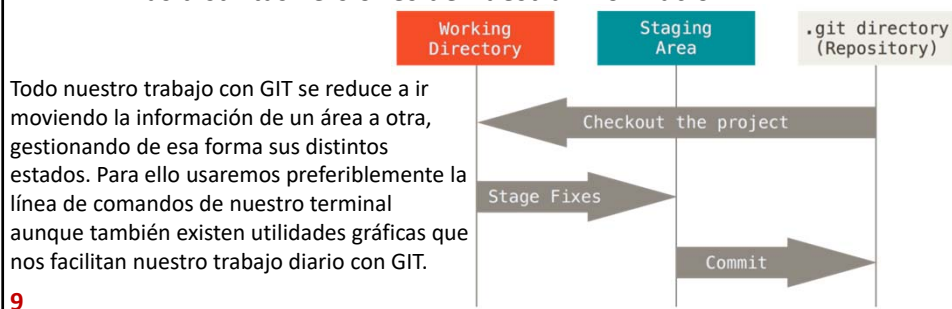 Working
Directory
Staging
Area
.git directory
(Repository)
Todo nuestro trabajo con GIT se reduce a ir
moviendo la información de un área a otra,
gestionando de esa forma sus distintos
estados. Para ello usaremos preferiblemente la
línea de comandos de nuestro terminal
aunque también existen utilidades gráficas que
nos facilitan nuestro trabajo diario con GIT.
Checkout the project
Stage Fixes
Commit
9